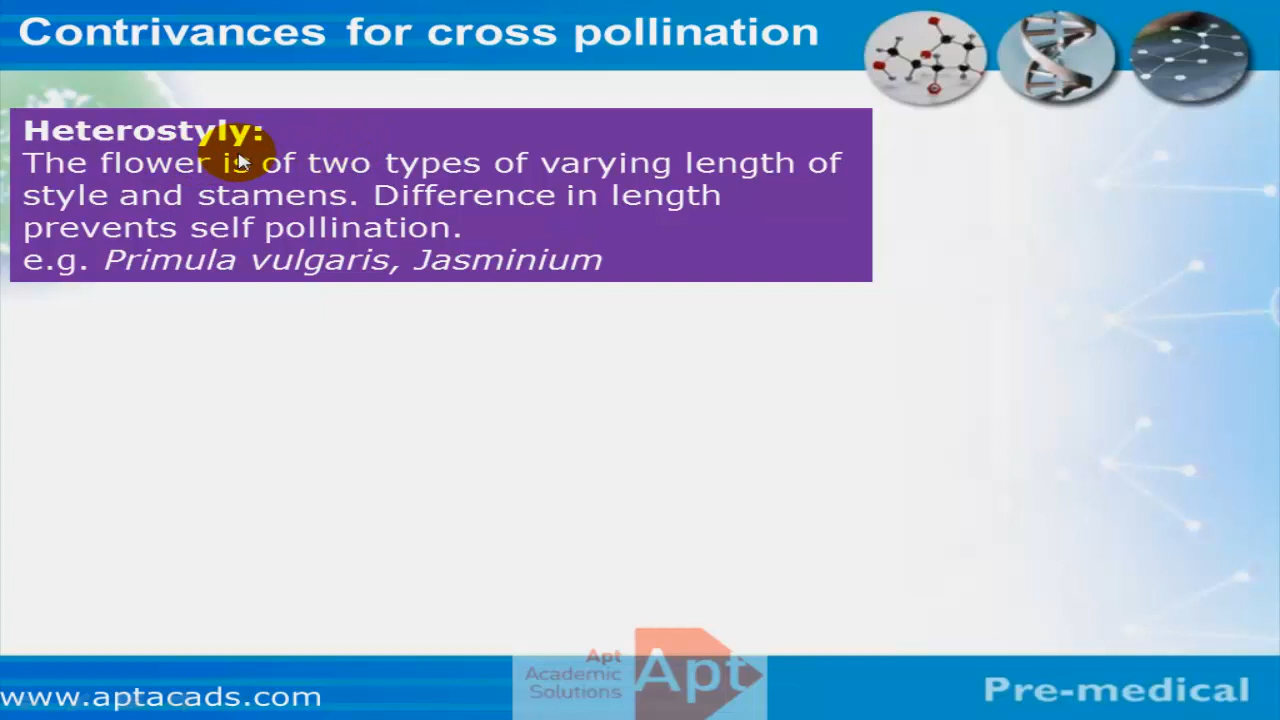 Contrivances for cross pollination
Heterostyly:
The flower is of two types of varying length of
style and stamens. Difference in length
prevents self pollination.
e.g. Primula vulgaris, Jasminium
www.aptacads.com
Apt
Academic
Solutions
Apt
Pre-medical